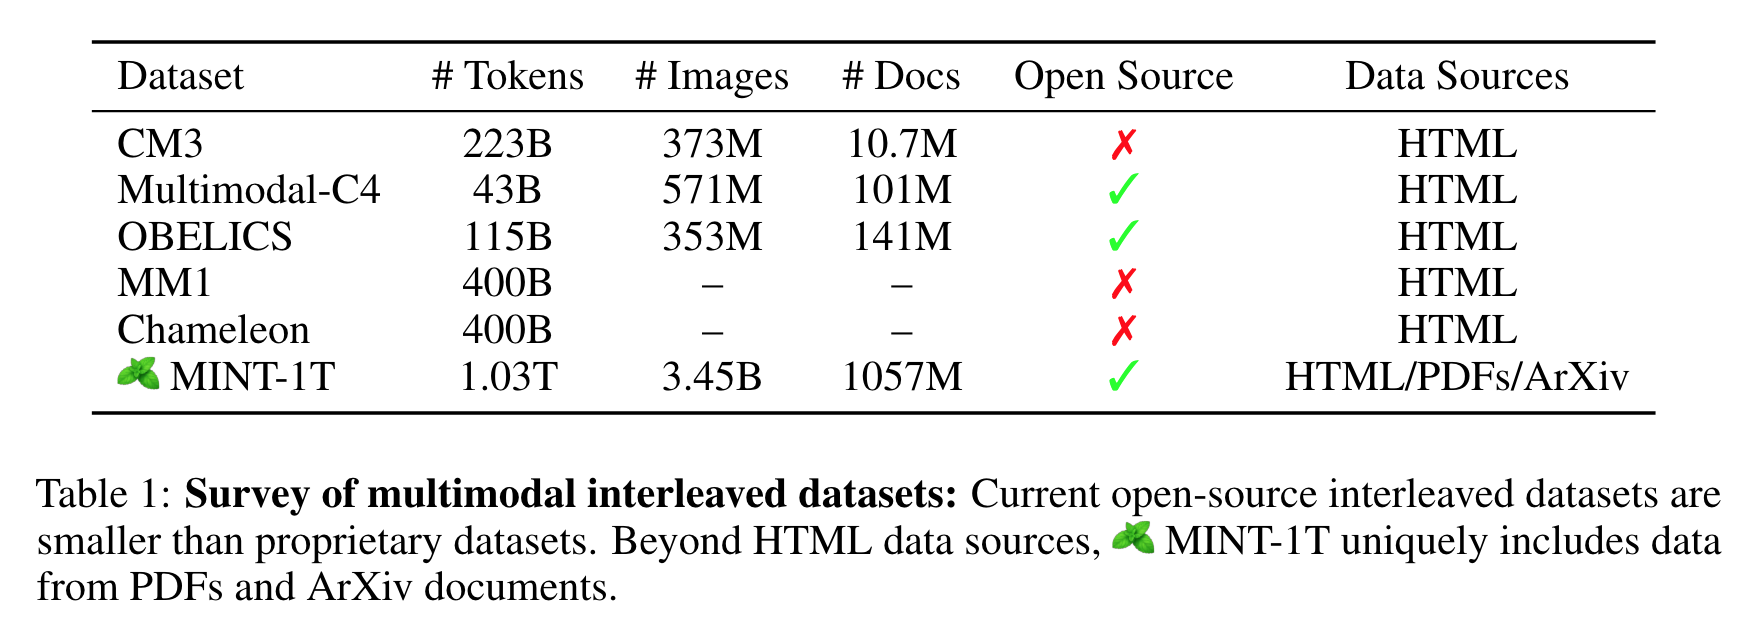 Dataset # Tokens # Images # Docs Open Source Data Sources
CM3 223B 373M 10.7M ✗ HTML
Multimodal-C4 43B 571M 101M ✓ HTML
OBELICS 115B 353M 141M ✓ HTML
MM1 400B – – ✗ HTML
Chameleon 400B – – ✗ HTML
MINT-1T 1.03T 3.45B 1057M ✓ HTML/PDFs/ArXiv
Table 1: Survey of multimodal interleaved datasets: Current open-source interleaved datasets are
smaller than proprietary datasets. Beyond HTML data sources, MINT-1T uniquely includes data
from PDFs and ArXiv documents.